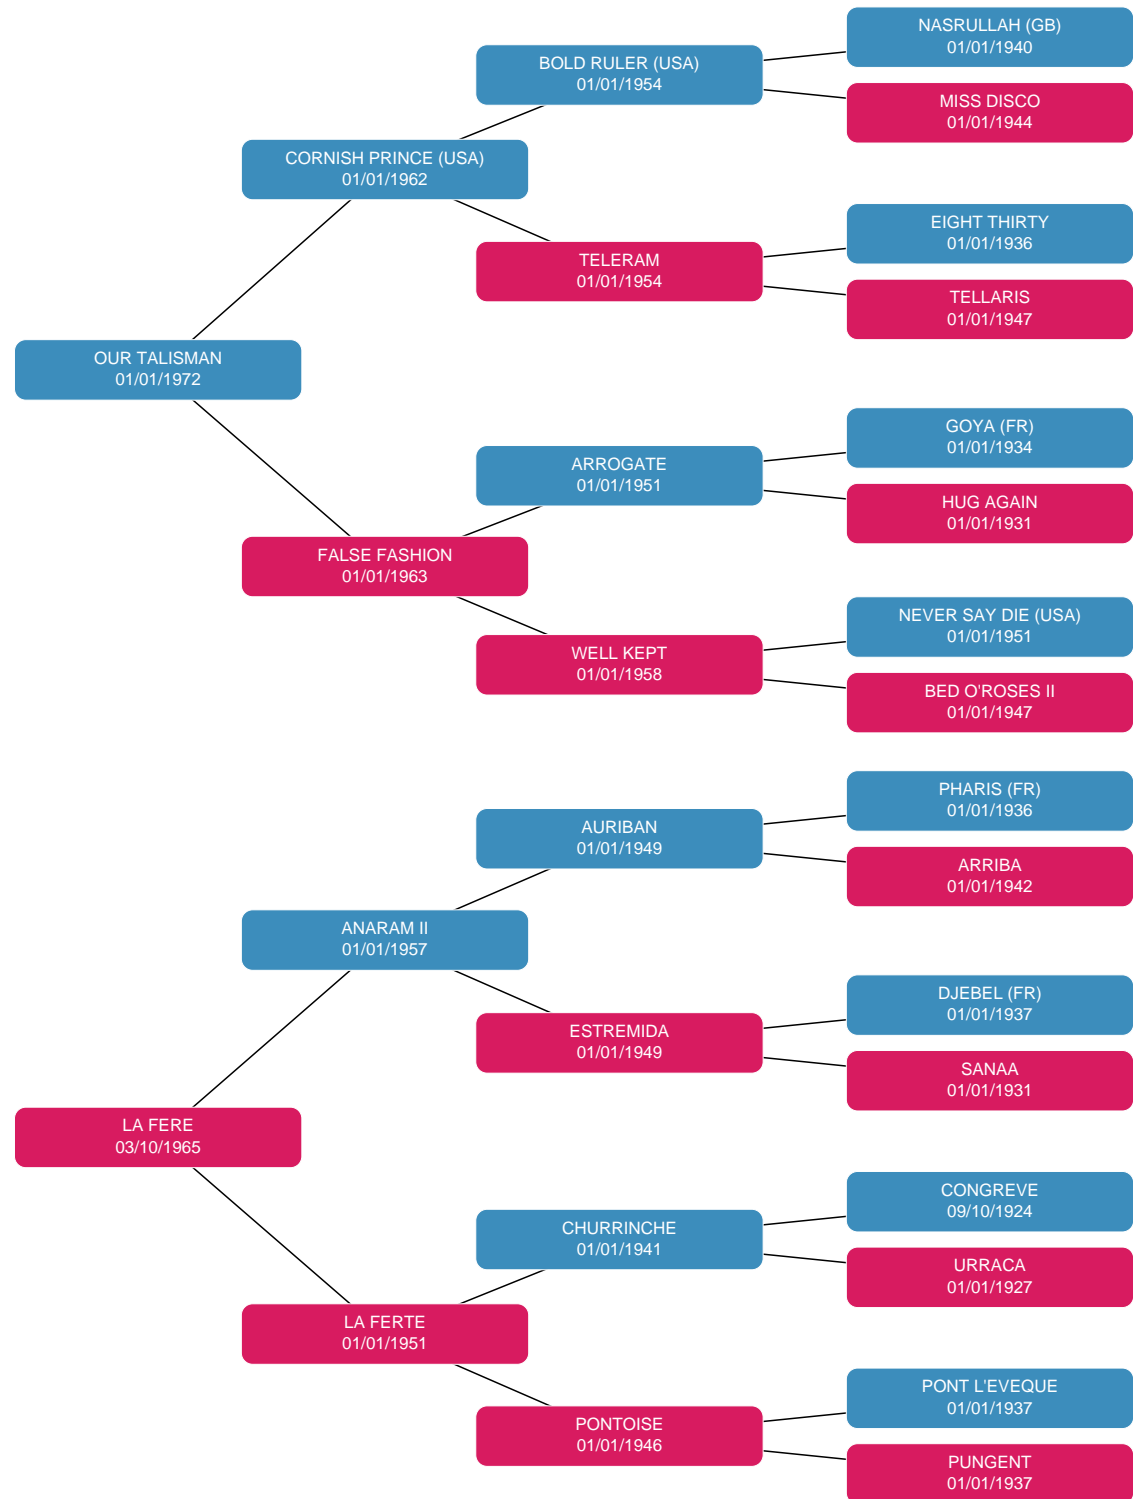 NASRULLAH (GB)
01/01/1940
BOLD RULER (USA)
01/01/1954
MISS DISCO
01/01/1944
CORNISH PRINCE (USA)
01/01/1962
EIGHT THIRTY
01/01/1936
TELERAM
01/01/1954
TELLARIS
01/01/1947
OUR TALISMAN
01/01/1972
GOYA (FR)
01/01/1934
ARROGATE
01/01/1951
HUG AGAIN
01/01/1931
FALSE FASHION
01/01/1963
NEVER SAY DIE (USA)
01/01/1951
WELL KEPT
01/01/1958
BED O'ROSES II
01/01/1947
PHARIS (FR)
01/01/1936
AURIBAN
01/01/1949
ARRIBA
01/01/1942
ANARAM II
01/01/1957
DJEBEL (FR)
01/01/1937
ESTREMIDA
01/01/1949
SANAA
01/01/1931
LA FERE
03/10/1965
CONGREVE
09/10/1924
CHURRINCHE
01/01/1941
URRACA
01/01/1927
LA FERTE
01/01/1951
PONT L'EVEQUE
01/01/1937
PONTOISE
01/01/1946
PUNGENT
01/01/1937